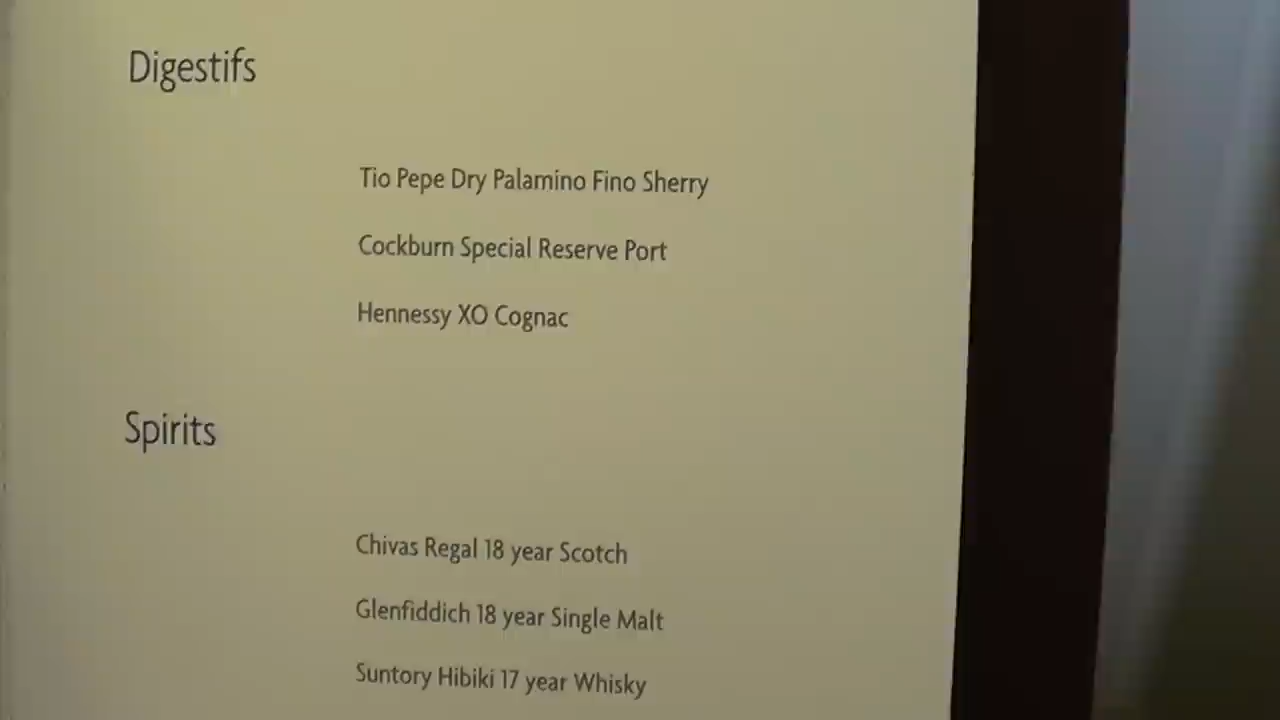 Digestifs
Tio Pepe Dry Palamino Fino Sherry
Cockburn Special Reserve Port
Hennessy XO Cognac
Spirits
Chivas Regal 18 year Scotch
Glenfiddich 18 year Single Malt
Suntory Hibiki 17 year Whisky